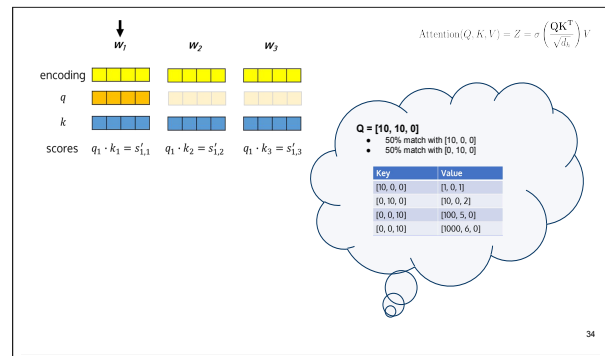 Attention(Q, K, V) = Z = σ(QKᵀ/√dₖ) V
w₁ w₂ w₃
encoding
q
k
scores q₁ · k₁ = s′₁,₁ q₁ · k₂ = s′₁,₂ q₁ · k₃ = s′₁,₃
Q = [10, 10, 0]
• 50% match with [10, 0, 0]
• 50% match with [0, 10, 0]
Key Value
[10, 0, 0] [1, 0, 1]
[0, 10, 0] [10, 0, 2]
[0, 0, 10] [100, 5, 0]
[0, 0, 10] [1000, 6, 0]
34